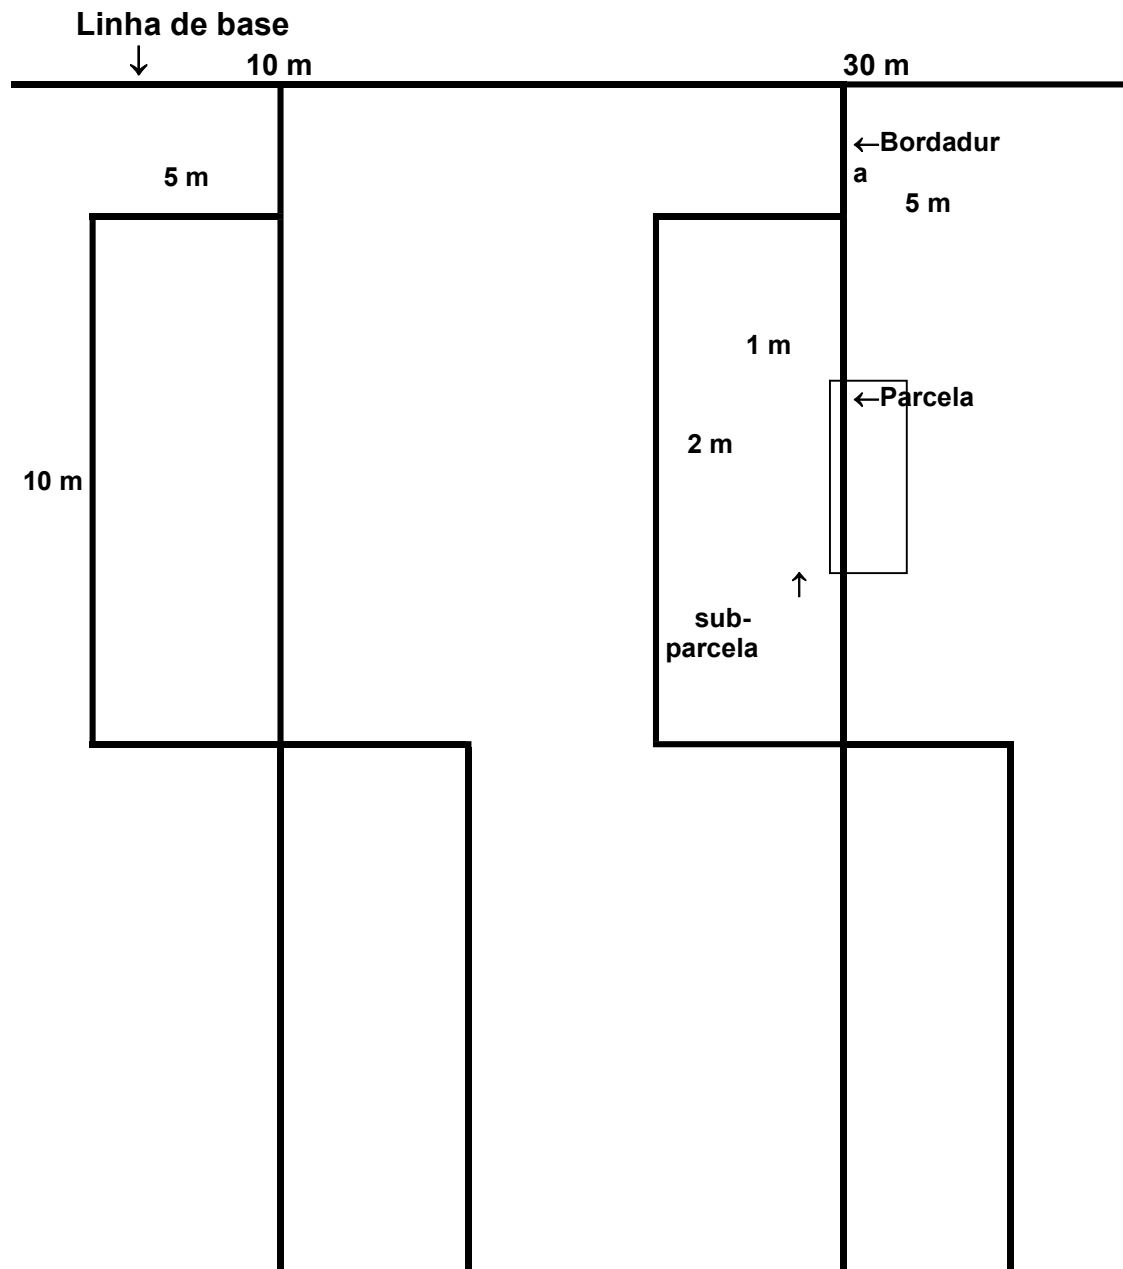 Linha de base
↓
10 m
30 m
←Bordadur
a
5 m
5 m
1 m
←Parcela
2 m
10 m
↑
sub-
parcela